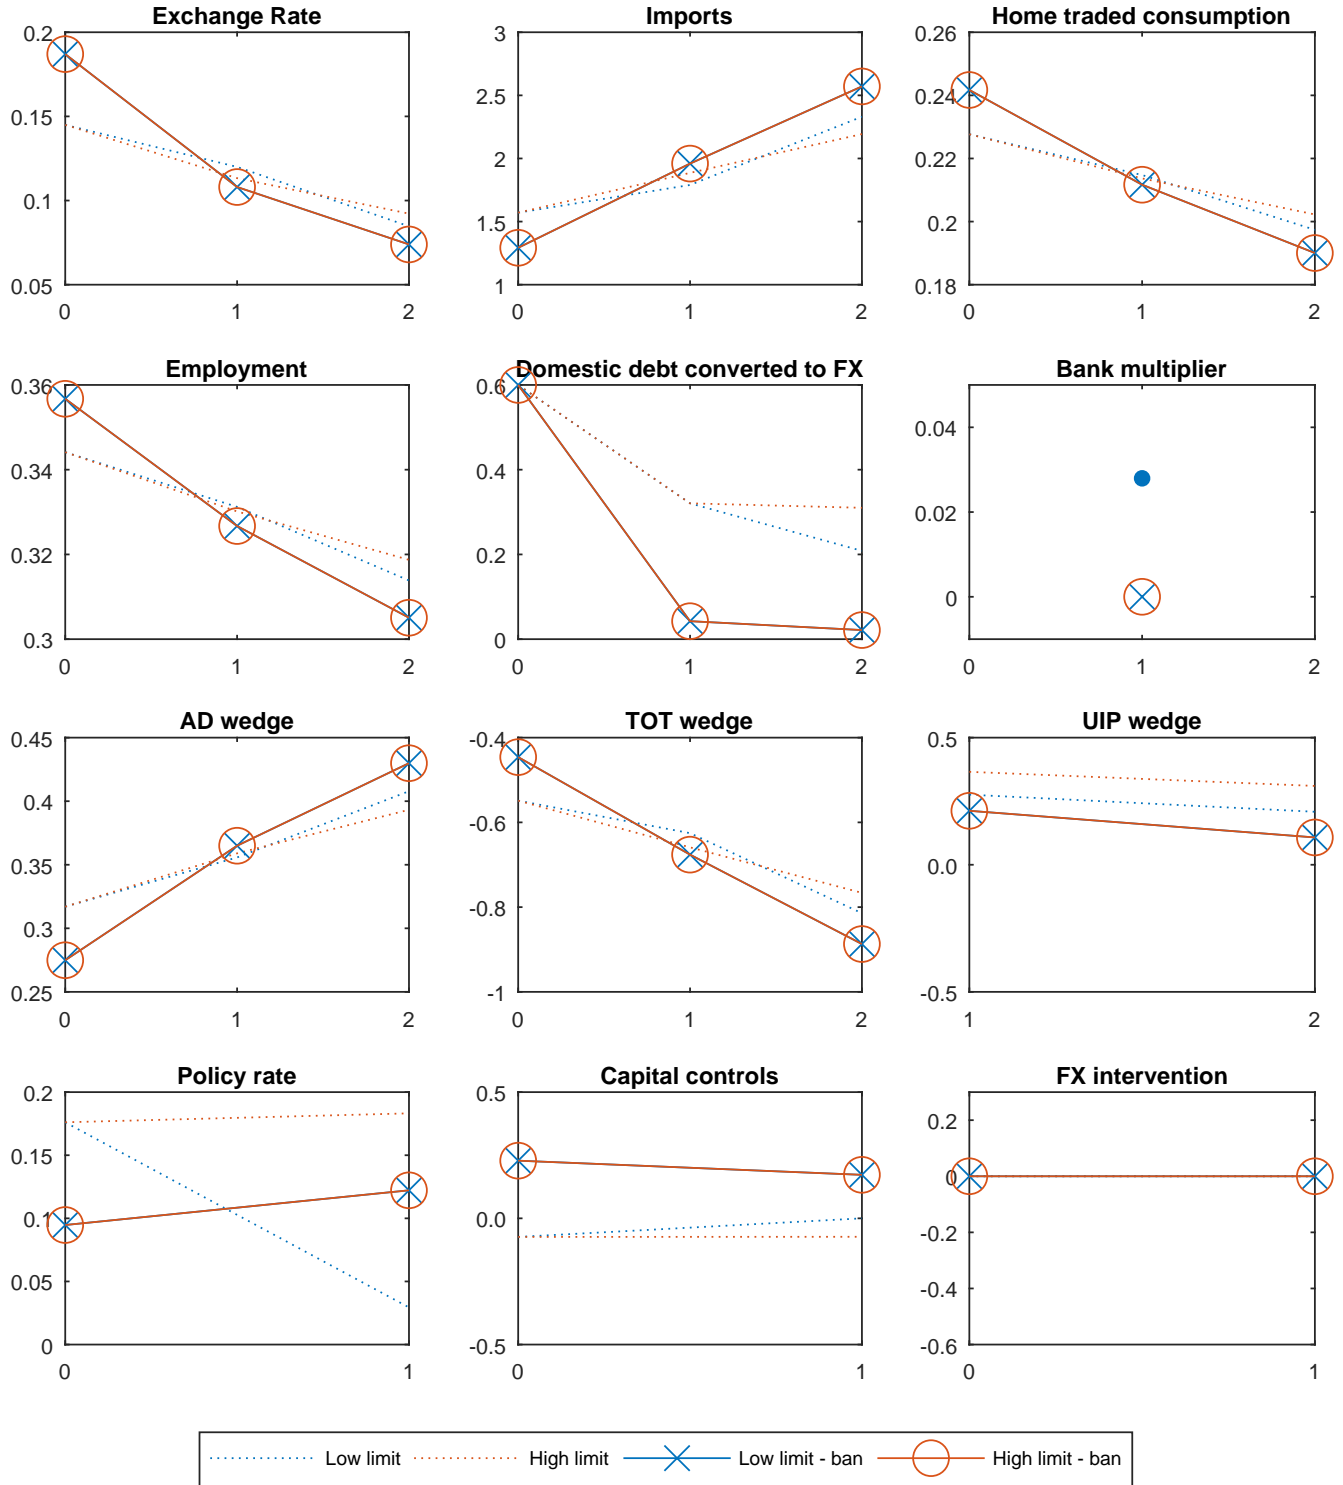 Exchange Rate
0.2
0.15
0.1
0.05
0 1 2
Imports
3
2.5
2
1.5
1
0 1 2
Home traded consumption
0.26
0.24
0.22
0.2
0.18
0 1 2
Employment
0.36
0.34
0.32
0.3
0 1 2
Domestic debt converted to FX
0.6
0.4
0.2
0
0 1 2
Bank multiplier
0.04
0.02
0
0 1 2
AD wedge
0.45
0.4
0.35
0.3
0.25
0 1 2
TOT wedge
-0.4
-0.6
-0.8
-1
0 1 2
UIP wedge
0.5
0.0
-0.5
1 2
Policy rate
0.2
0.15
0.1
0.05
0
0 1
Capital controls
0.5
0.0
-0.5
0 1
FX intervention
0.2
0
-0.2
-0.4
-0.6
0 1
Low limit High limit Low limit - ban High limit - ban